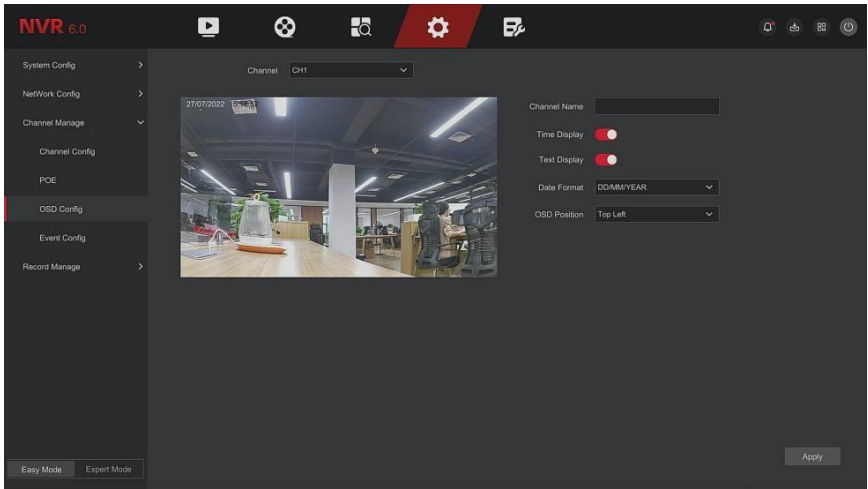 NVR 6.0
System Config
NetWork Config
Channel Manage
Channel Config
POE
OSD Config
Event Config
Record Manage
Easy Mode Expert Mode
Channel CH1
27/07/2022
Channel Name
Time Display
Text Display
Date Format DD/MM/YEAR
OSD Position Top Left
Apply